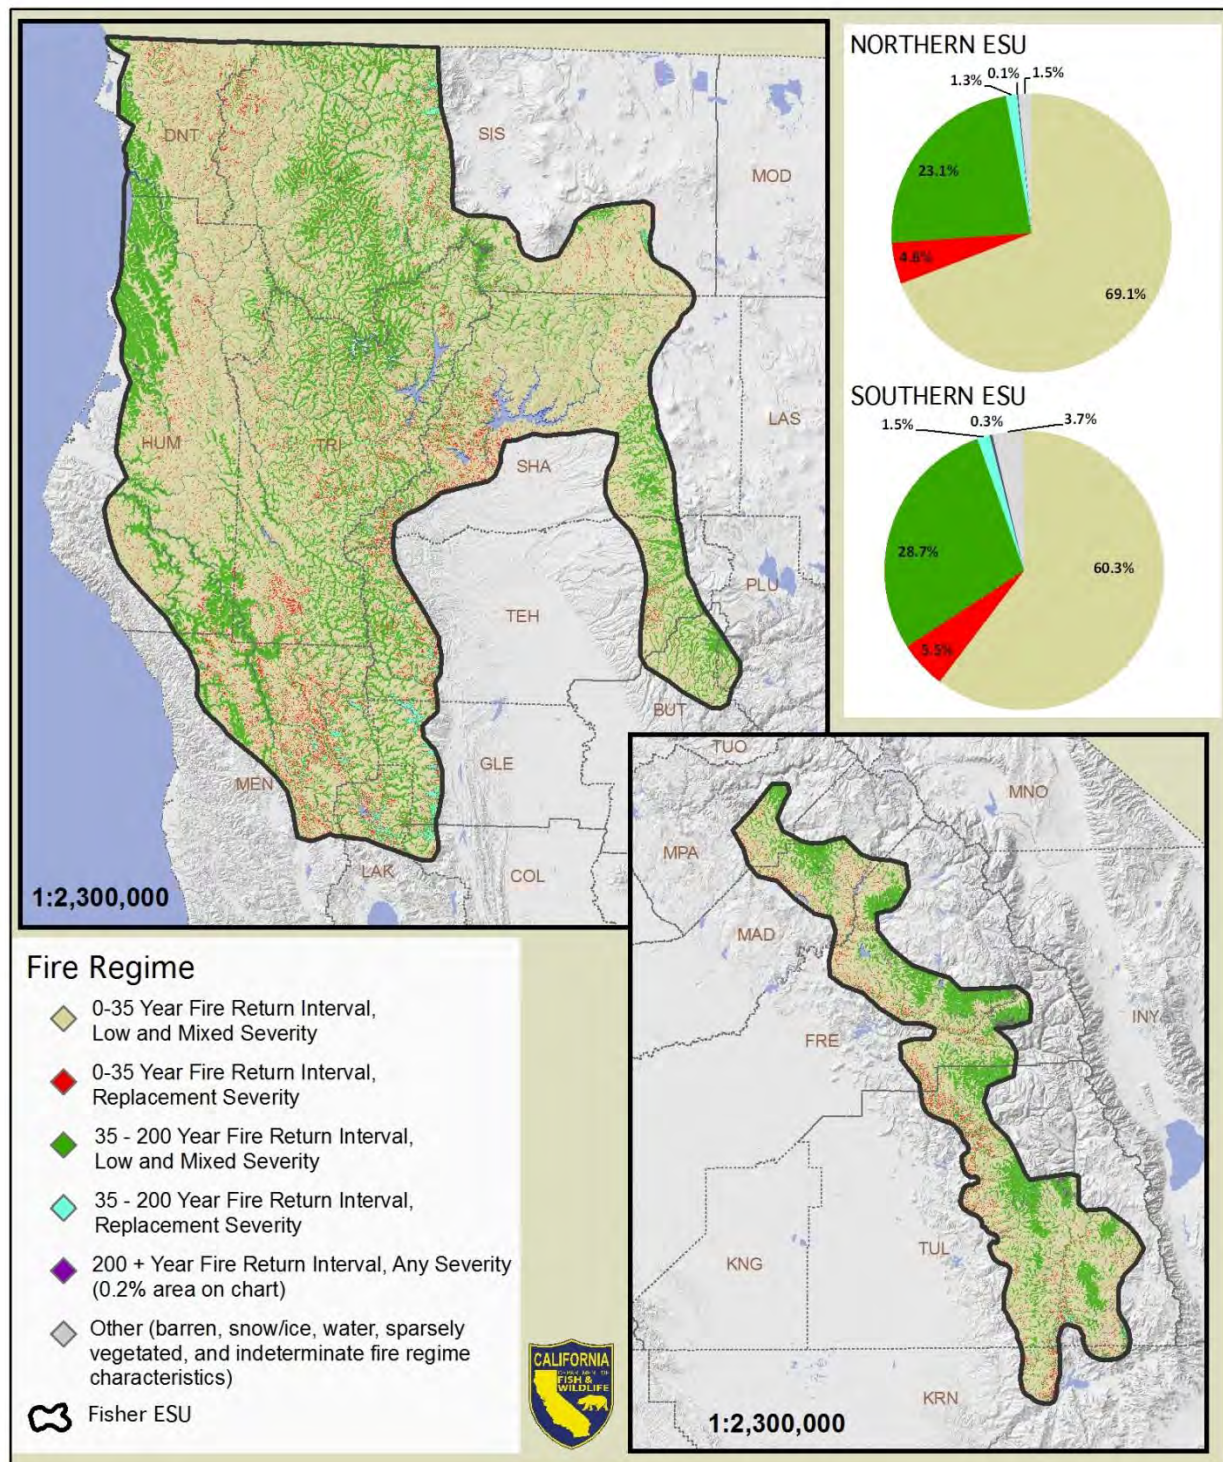 DNT
SIS
MOD
HUM
TRI
SHA
LAS
TEH
PLU
BUT
GLE
MEN
LAK
COL
1:2,300,000
NORTHERN ESU
1.3%
0.1%
1.5%
23.1%
4.8%
69.1%
SOUTHERN ESU
1.5%
0.3%
3.7%
28.7%
5.5%
60.3%
TUO
MNO
MPA
MAD
FRE
INY
KNG
TUL
KRN
1:2,300,000
Fire Regime
0-35 Year Fire Return Interval,
Low and Mixed Severity
0-35 Year Fire Return Interval,
Replacement Severity
35 - 200 Year Fire Return Interval,
Low and Mixed Severity
35 - 200 Year Fire Return Interval,
Replacement Severity
200 + Year Fire Return Interval, Any Severity
(0.2% area on chart)
Other (barren, snow/ice, water, sparsely
vegetated, and indeterminate fire regime
characteristics)
Fisher ESU
CALIFORNIA
DEPARTMENT OF
FISH &
WILDLIFE